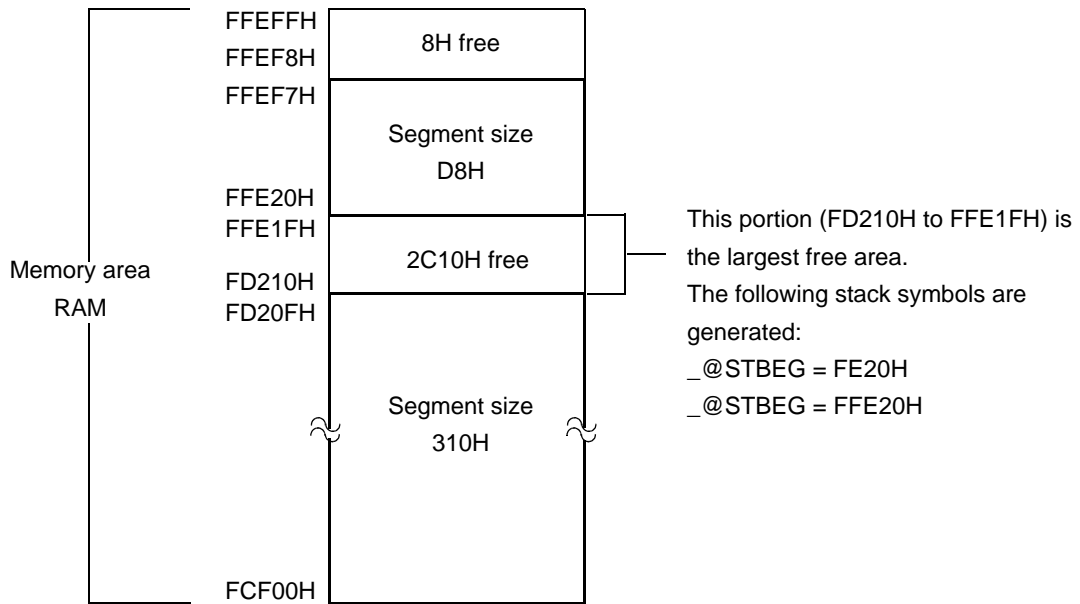 FFEFFH
8H free
FFEF8H
FFEF7H
Segment size
D8H
FFE20H
FFE1FH
2C10H free
FD210H
FD20FH
Memory area
RAM
This portion (FD210H to FFE1FH) is
the largest free area.
The following stack symbols are
generated:
_@STBEG = FE20H
_@STBEG = FFE20H
Segment size
310H
FCF00H